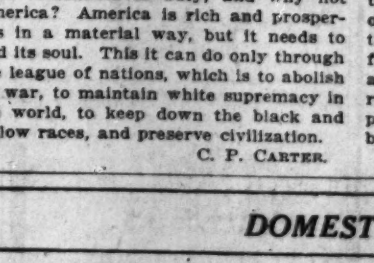 merica? America is rich and prosper-
s in a material way, but it needs to
d its soul. This it can do only through
e league of nations, which is to abolish
war, to maintain white supremacy in
world, to keep down the black and
low races, and preserve civilization.
C. P. CARTER.
DOMEST